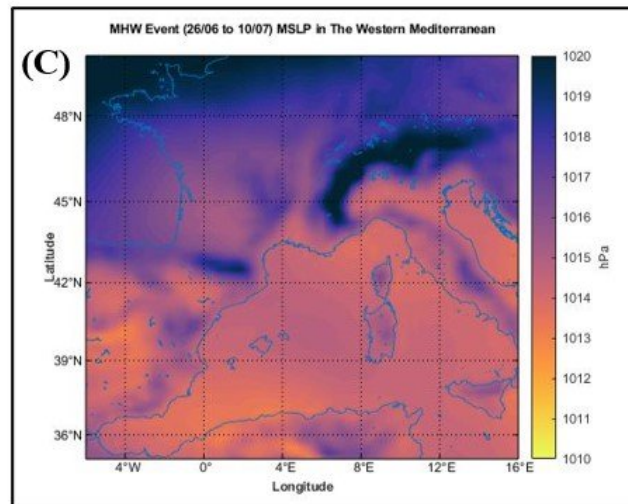 MHW Event (26/06 to 10/07) MSLP in The Western Mediterranean
(C)
1020
1019
1018
1017
1016
1015
1014
1013
1012
1011
1010
hPa
48°N
45°N
42°N
39°N
36°N
Latitude
4°W 0° 4°E 8°E 12°E 16°E
Longitude